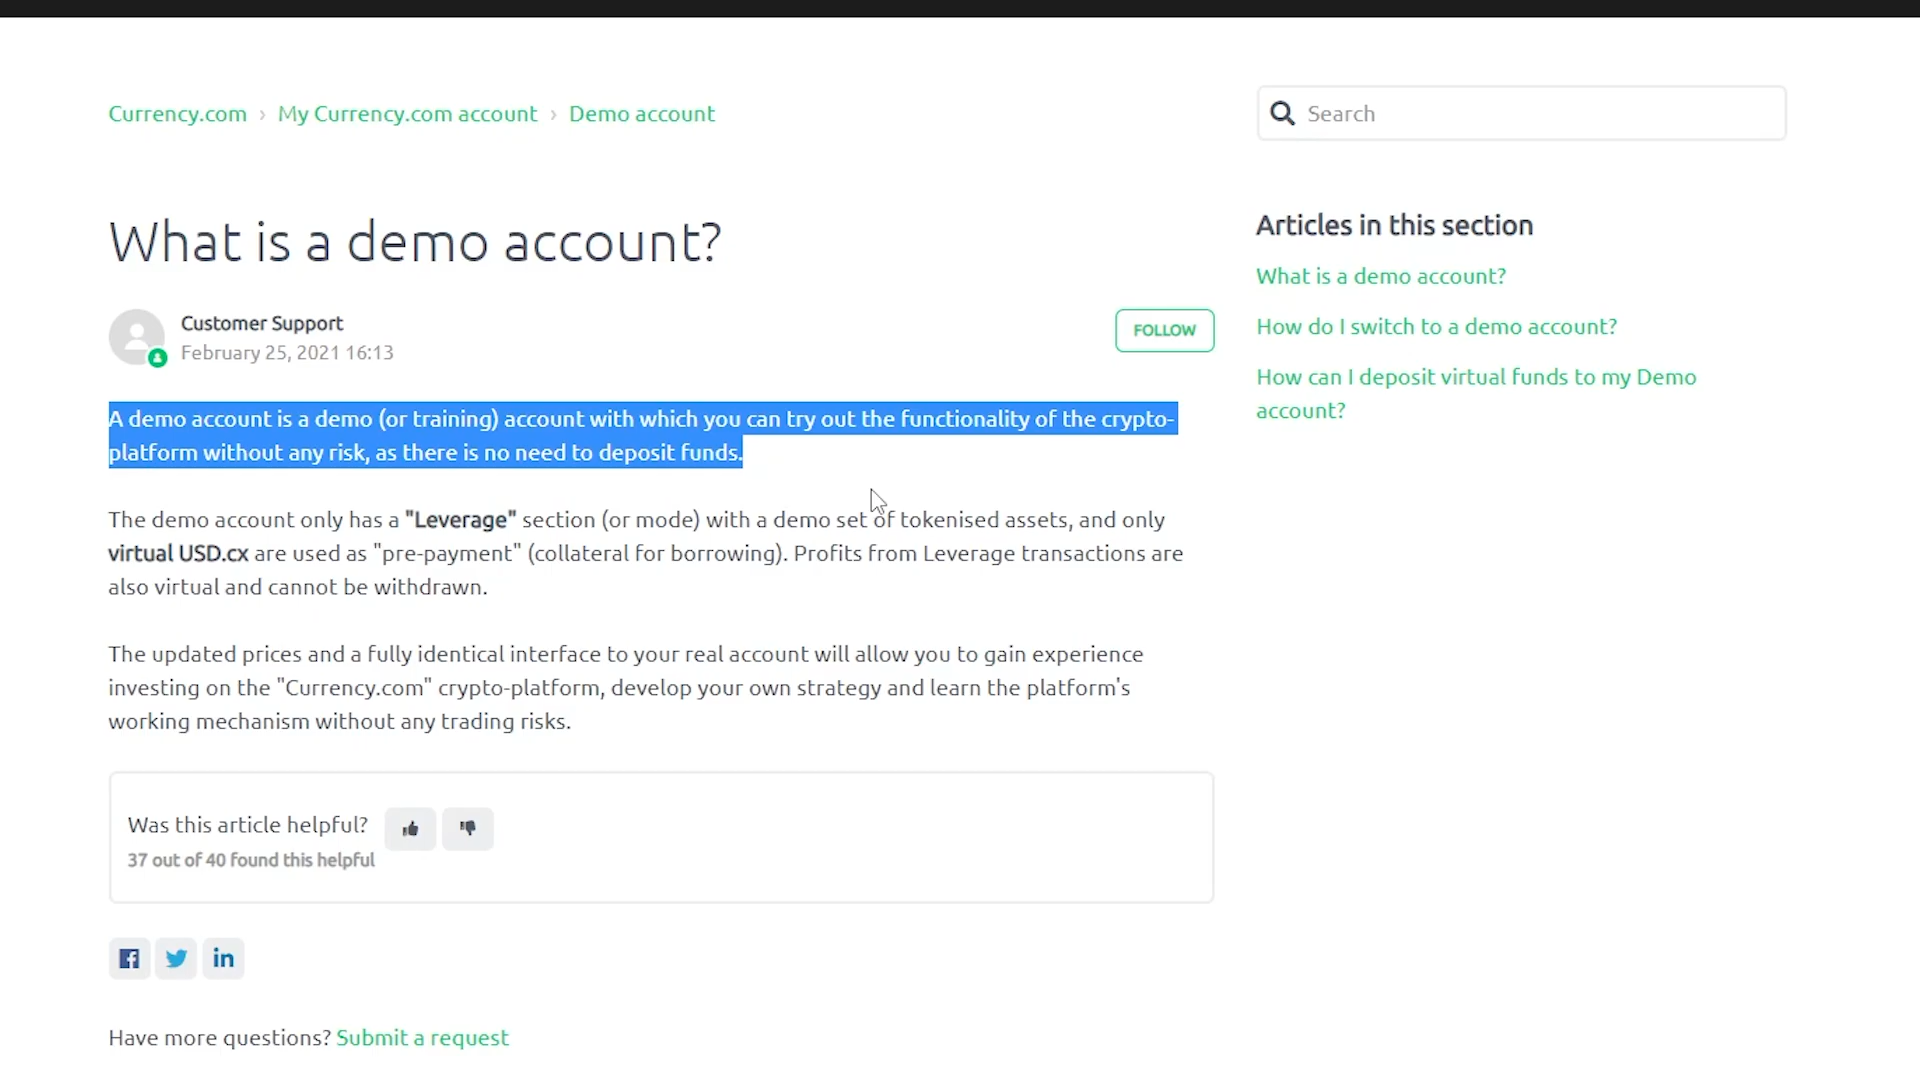 Currency.com › My Currency.com account › Demo account
Search
What is a demo account?
Customer Support
February 25, 2021 16:13
FOLLOW
A demo account is a demo (or training) account with which you can try out the functionality of the crypto-
platform without any risk, as there is no need to deposit funds.
The demo account only has a "Leverage" section (or mode) with a demo set of tokenised assets, and only
virtual USD.cx are used as "pre-payment" (collateral for borrowing). Profits from Leverage transactions are
also virtual and cannot be withdrawn.
The updated prices and a fully identical interface to your real account will allow you to gain experience
investing on the "Currency.com" crypto-platform, develop your own strategy and learn the platform's
working mechanism without any trading risks.
Was this article helpful?
37 out of 40 found this helpful
Have more questions? Submit a request
Articles in this section
What is a demo account?
How do I switch to a demo account?
How can I deposit virtual funds to my Demo
account?